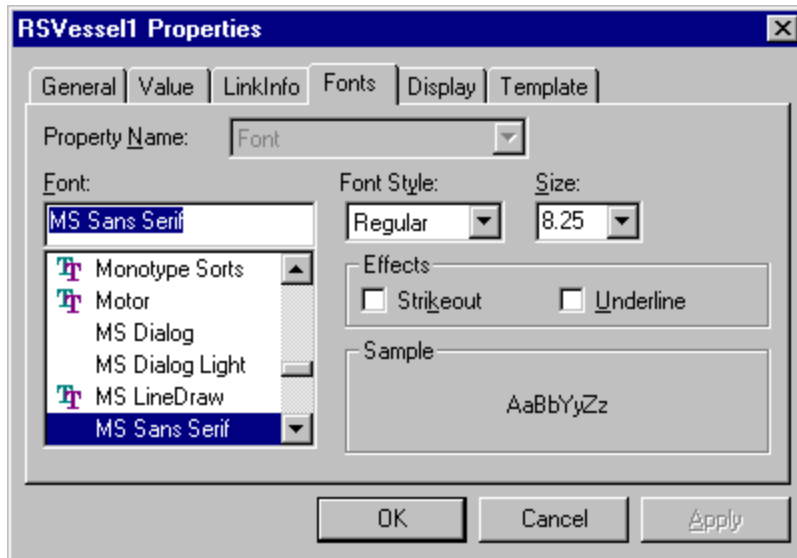 RSVessel1 Properties
General Value LinkInfo Fonts Display Template
Property Name: Font
Font: Font Style: Size:
MS Sans Serif Regular 8.25
Monotype Sorts
Motor
MS Dialog
MS Dialog Light
MS LineDraw
MS Sans Serif
Effects
Strikeout Underline
Sample
AaBbYyZz
OK Cancel Apply